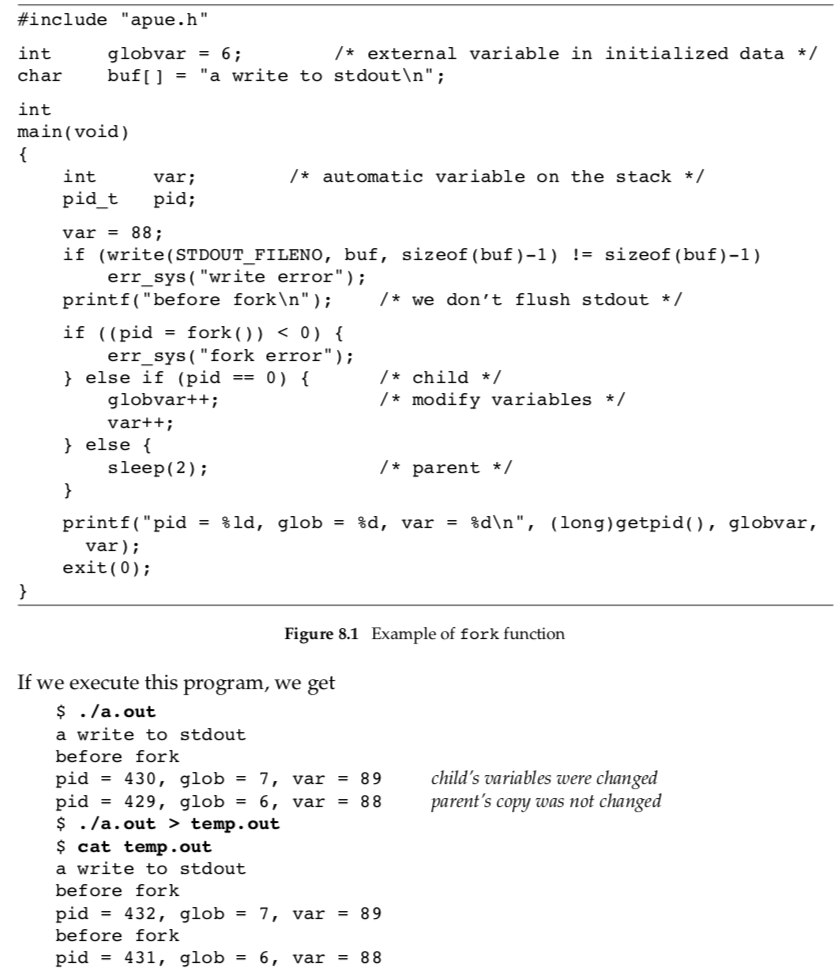 #include "apue.h"
int     globvar = 6;        /* external variable in initialized data */
char    buf[] = "a write to stdout\n";
int
main(void)
{
    int     var;        /* automatic variable on the stack */
    pid_t   pid;
    var = 88;
    if (write(STDOUT_FILENO, buf, sizeof(buf)-1) != sizeof(buf)-1)
        err_sys("write error");
    printf("before fork\n");    /* we don't flush stdout */
    if ((pid = fork()) < 0) {
        err_sys("fork error");
    } else if (pid == 0) {      /* child */
        globvar++;              /* modify variables */
        var++;
    } else {
        sleep(2);               /* parent */
    }
    printf("pid = %ld, glob = %d, var = %d\n", (long)getpid(), globvar,
      var);
    exit(0);
}
Figure 8.1 Example of fork function
If we execute this program, we get
$ ./a.out
a write to stdout
before fork
pid = 430, glob = 7, var = 89    child's variables were changed
pid = 429, glob = 6, var = 88    parent's copy was not changed
$ ./a.out > temp.out
$ cat temp.out
a write to stdout
before fork
pid = 432, glob = 7, var = 89
before fork
pid = 431, glob = 6, var = 88